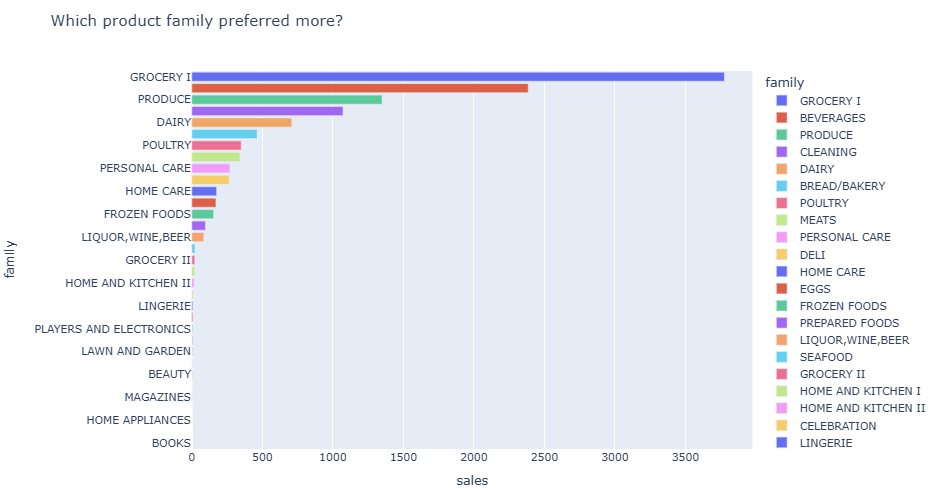 Which product family preferred more?
family
GROCERY I
PRODUCE
DAIRY
POULTRY
PERSONAL CARE
HOME CARE
FROZEN FOODS
LIQUOR,WINE,BEER
GROCERY II
HOME AND KITCHEN II
LINGERIE
PLAYERS AND ELECTRONICS
LAWN AND GARDEN
BEAUTY
MAGAZINES
HOME APPLIANCES
BOOKS
0 500 1000 1500 2000 2500 3000 3500
sales
family
GROCERY I
BEVERAGES
PRODUCE
CLEANING
DAIRY
BREAD/BAKERY
POULTRY
MEATS
PERSONAL CARE
DELI
HOME CARE
EGGS
FROZEN FOODS
PREPARED FOODS
LIQUOR,WINE,BEER
SEAFOOD
GROCERY II
HOME AND KITCHEN I
HOME AND KITCHEN II
CELEBRATION
LINGERIE